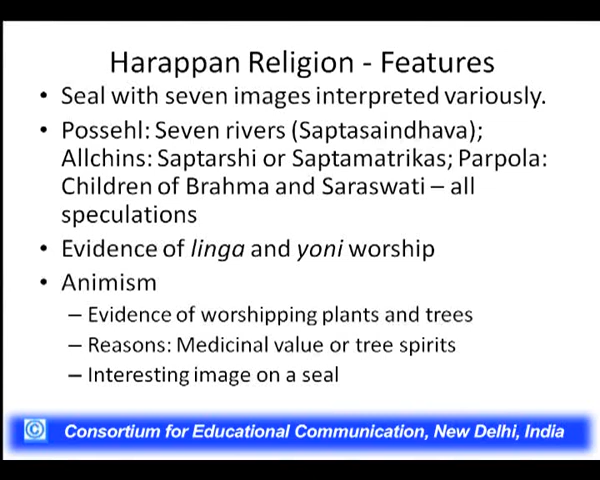 Harappan Religion - Features
• Seal with seven images interpreted variously.
• Possehl: Seven rivers (Saptasaindhava);
Allchins: Saptarshi or Saptamatrikas; Parpola:
Children of Brahma and Saraswati – all
speculations
• Evidence of linga and yoni worship
• Animism
– Evidence of worshipping plants and trees
– Reasons: Medicinal value or tree spirits
– Interesting image on a seal
© Consortium for Educational Communication, New Delhi, India